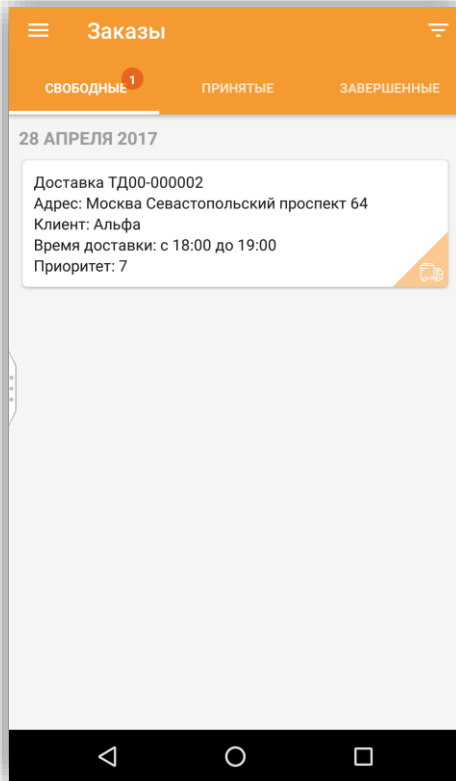 Заказы
СВОБОДНЫЕ 1 ПРИНЯТЫЕ ЗАВЕРШЕННЫЕ
28 АПРЕЛЯ 2017
Доставка ТД00-000002
Адрес: Москва Севастопольский проспект 64
Клиент: Альфа
Время доставки: с 18:00 до 19:00
Приоритет: 7